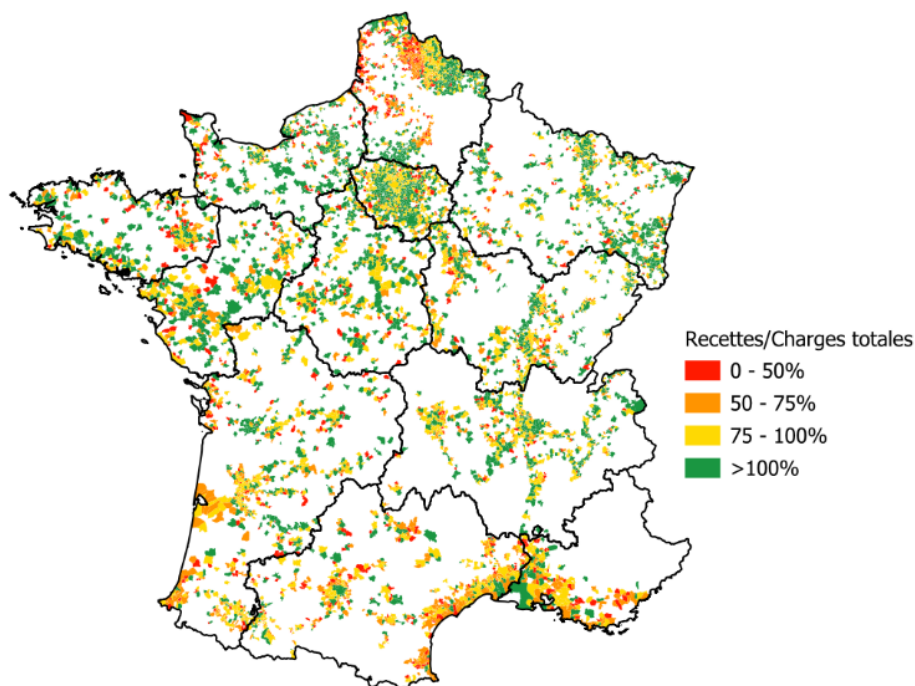 Recettes/Charges totales
0 - 50%
50 - 75%
75 - 100%
>100%